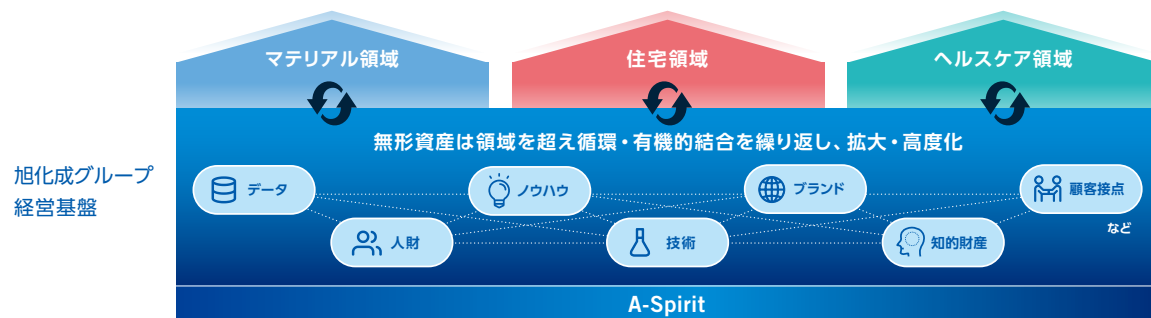 マテリアル領域
住宅領域
ヘルスケア領域
無形資産は領域を超え循環・有機的結合を繰り返し、拡大・高度化
旭化成グループ
経営基盤
データ
ノウハウ
ブランド
顧客接点
人財
技術
知的財産
など
A-Spirit